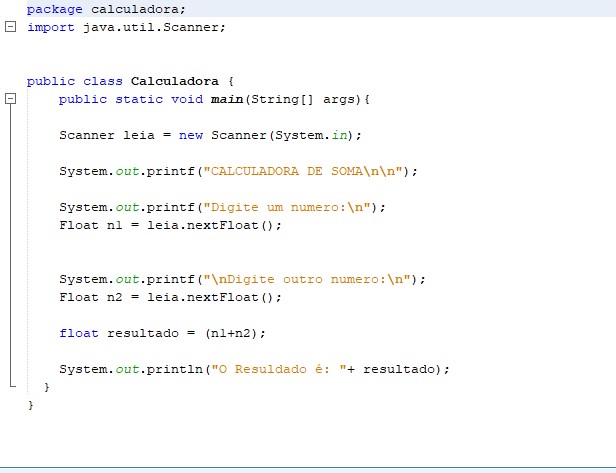 package calculadora;
import java.util.Scanner;
public class Calculadora {
public static void main(String[] args){
Scanner leia = new Scanner(System.in);
System.out.printf("CALCULADORA DE SOMA\n\n");
System.out.printf("Digite um numero:\n");
Float n1 = leia.nextFloat();
System.out.printf("\nDigite outro numero:\n");
Float n2 = leia.nextFloat();
float resultado = (n1+n2);
System.out.println("O Resuldado é: "+ resultado);
}
}